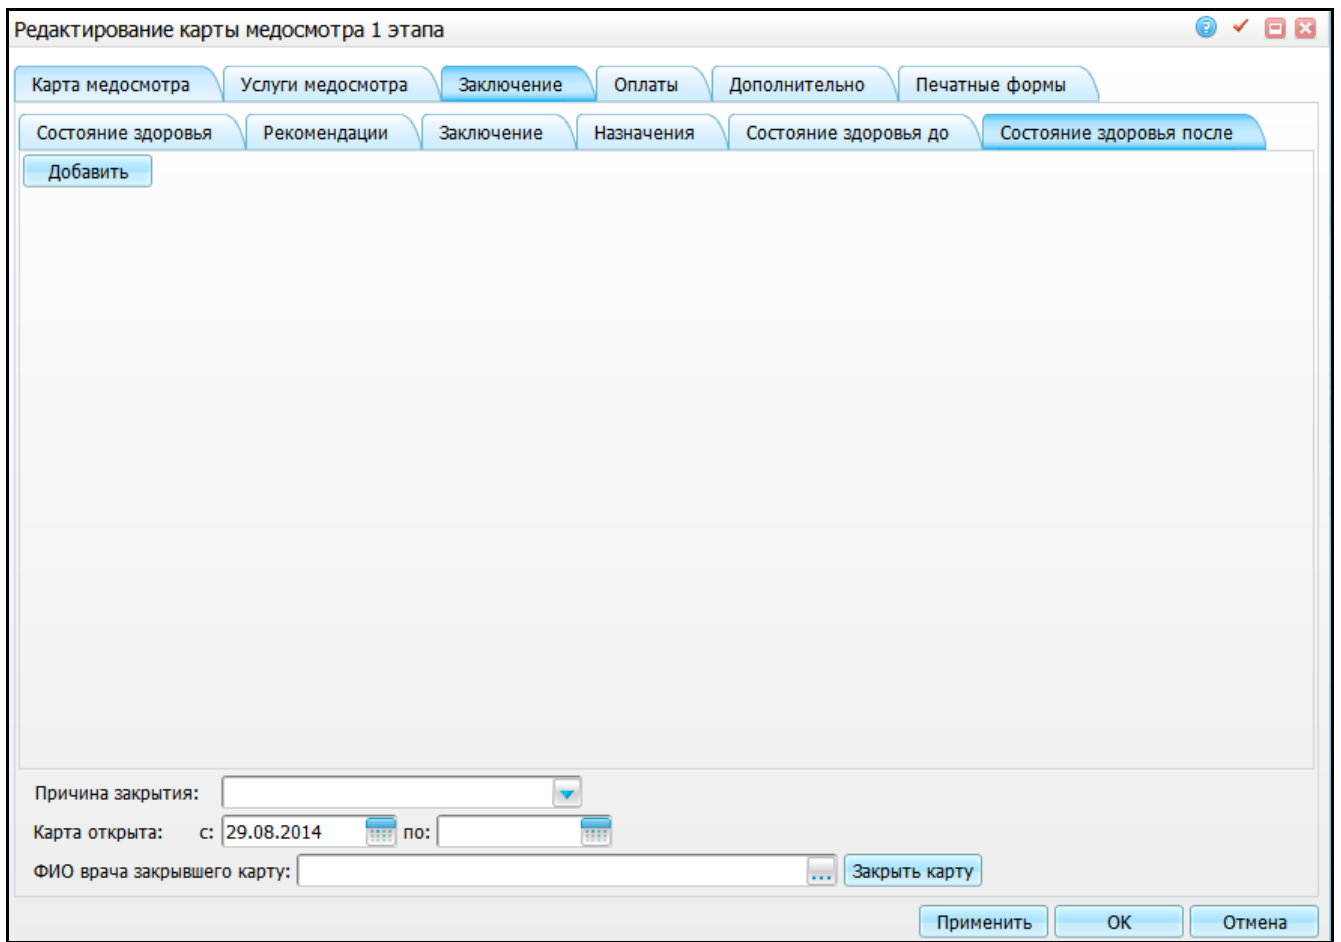 Редактирование карты медосмотра 1 этапа
Карта медосмотра Услуги медосмотра Заключение Оплаты Дополнительно Печатные формы
Состояние здоровья Рекомендации Заключение Назначения Состояние здоровья до Состояние здоровья после
Добавить
Причина закрытия:
Карта открыта: с: 29.08.2014 по:
ФИО врача закрывшего карту: ... Закрыть карту
Применить ОК Отмена